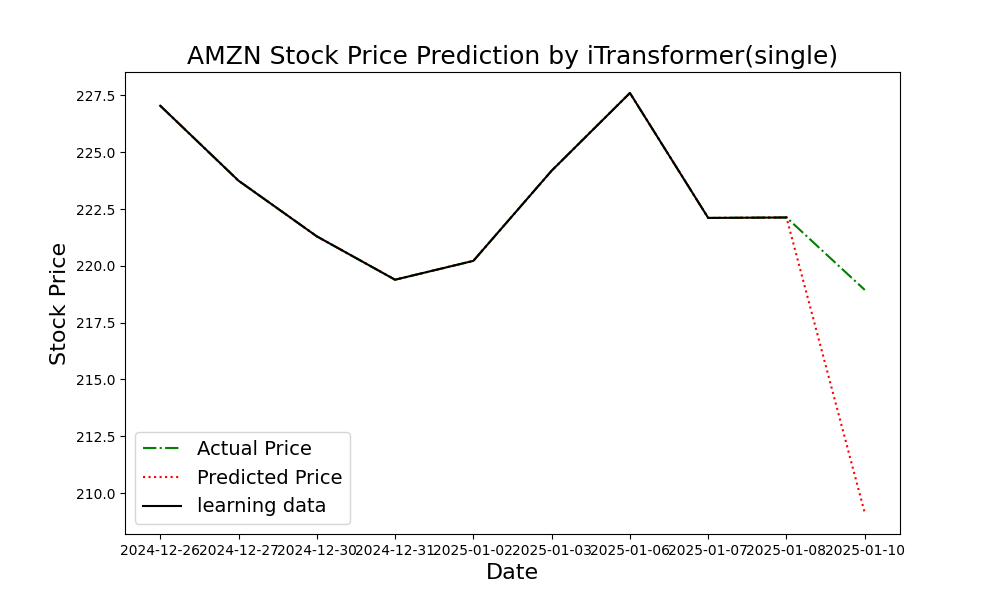 AMZN Stock Price Prediction by iTransformer(single)
Stock Price
227.5
225.0
222.5
220.0
217.5
215.0
212.5
210.0
Actual Price
Predicted Price
learning data
2024-12-26 2024-12-27 2024-12-30 2024-12-31 2025-01-02 2025-01-03 2025-01-06 2025-01-07 2025-01-08 2025-01-10
Date